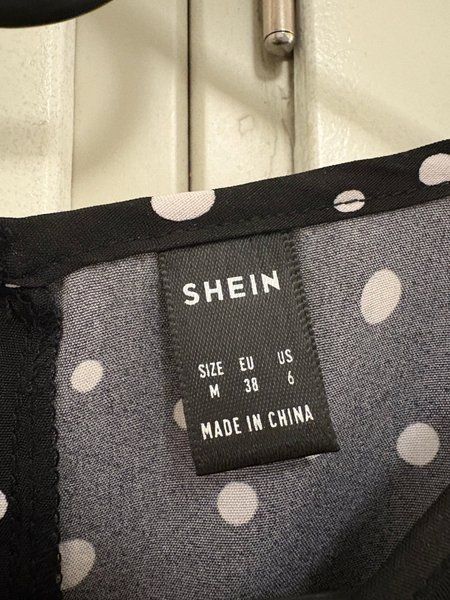 SHEIN
SIZE EU US
M 38 6
MADE IN CHINA